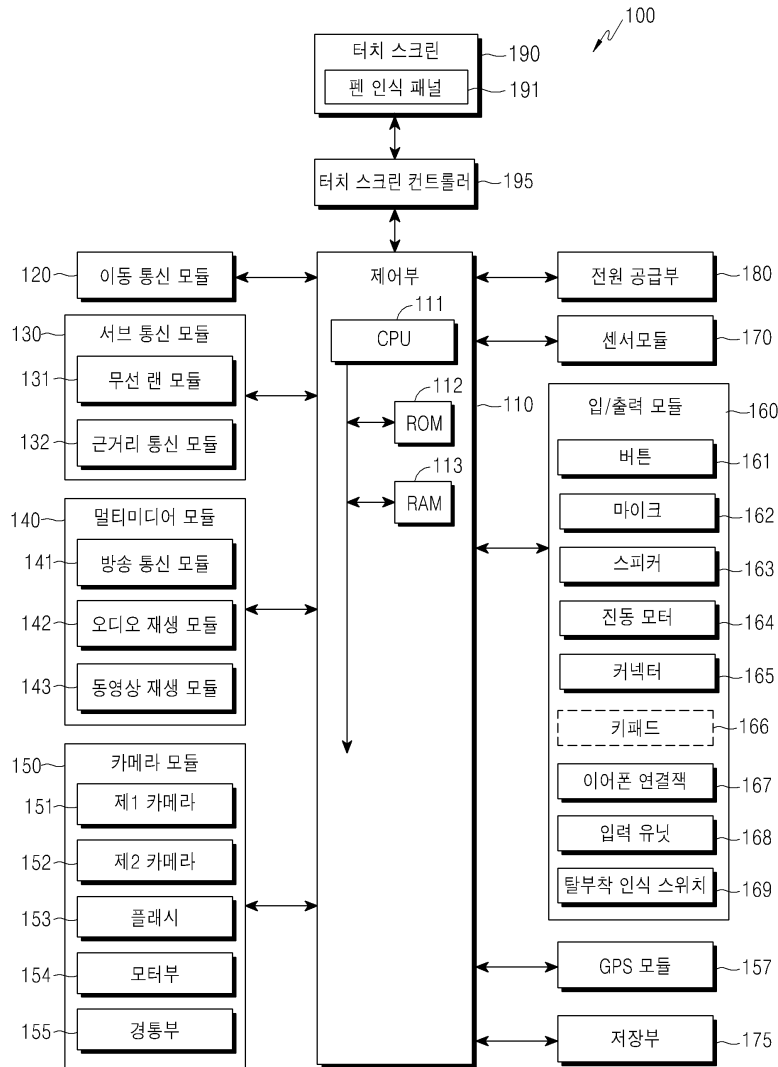 100
터치 스크린
190
펜 인식 패널
191
터치 스크린 컨트롤러
195
120
이동 통신 모듈
제어부
전원 공급부
180
130
서브 통신 모듈
111
CPU
센서모듈
170
131
무선 랜 모듈
112
ROM
110
입/출력 모듈
160
132
근거리 통신 모듈
버튼
161
113
RAM
마이크
162
140
멀티미디어 모듈
141
방송 통신 모듈
스피커
163
142
오디오 재생 모듈
진동 모터
164
143
동영상 재생 모듈
커넥터
165
키패드
166
150
카메라 모듈
151
제1 카메라
이어폰 연결잭
167
152
제2 카메라
입력 유닛
168
153
플래시
탈부착 인식 스위치
169
154
모터부
GPS 모듈
157
155
경통부
저장부
175